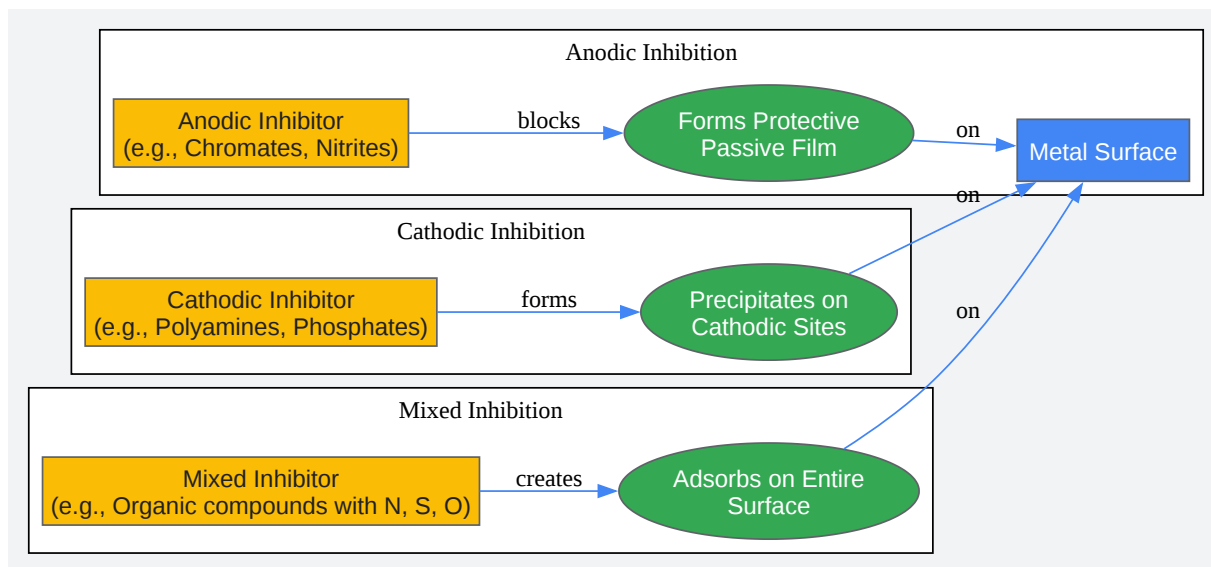 Anodic Inhibition
Anodic Inhibitor
(e.g., Chromates, Nitrites)
blocks
Forms Protective
Passive Film
on
Metal Surface
on
Cathodic Inhibition
Cathodic Inhibitor
(e.g., Polyamines, Phosphates)
forms
Precipitates on
Cathodic Sites
on
Mixed Inhibition
Mixed Inhibitor
(e.g., Organic compounds with N, S, O)
creates
Adsorbs on Entire
Surface